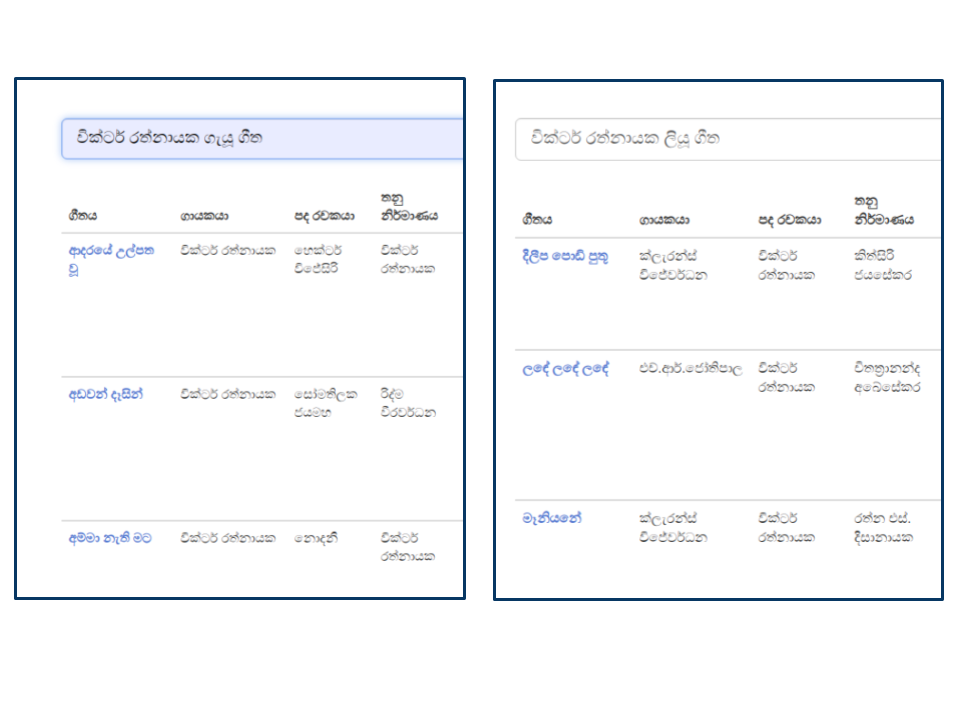 වික්ටර් රත්නායක ගැයූ ගීත
ගීතය ගායකයා පද රචකයා තනු නිර්මාණය
ආදරයේ උල්පත වූ වික්ටර් රත්නායක හෙක්ටර් විජේසිරි වික්ටර් රත්නායක
අඩවන් දෑසින් වික්ටර් රත්නායක සෝමතිලක ජයමහ රිද්ම වීරවර්ධන
අම්මා නැති මට වික්ටර් රත්නායක නොදනී වික්ටර් රත්නායක
වික්ටර් රත්නායක ලියූ ගීත
ගීතය ගායකයා පද රචකයා තනු නිර්මාණය
දිලීප පොඩි පුතු ක්ලැරන්ස් විජේවර්ධන වික්ටර් රත්නායක කිත්සිරි ජයසේකර
ලඳේ ලඳේ ලඳේ එච්.ආර්.ජෝතිපාල වික්ටර් රත්නායක විත්‍රානන්ද අබේසේකර
මැණියනේ ක්ලැරන්ස් විජේවර්ධන වික්ටර් රත්නායක රත්න එස්. දිසානායක